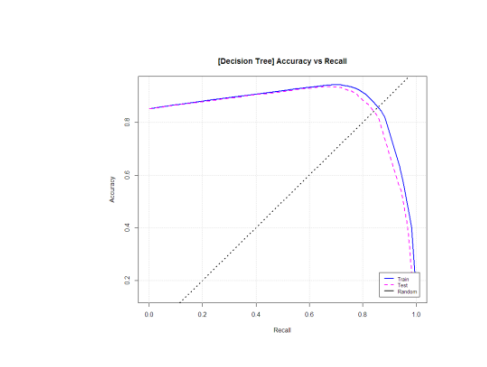 [Decision Tree] Accuracy vs Recall
Accuracy
0.8
0.6
0.4
0.2
0.0 0.2 0.4 0.6 0.8 1.0
Recall
Train
Test
Random